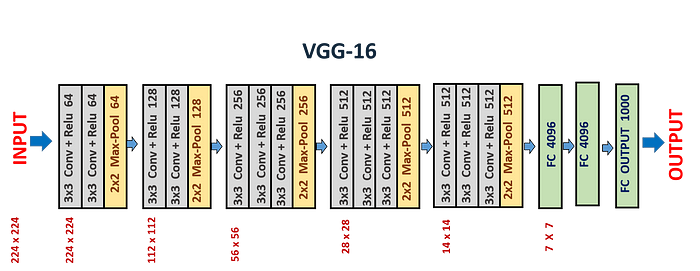 VGG-16
INPUT
3x3 Conv + Relu 64
3x3 Conv + Relu 64
2x2 Max-Pool 64
3x3 Conv + Relu 128
3x3 Conv + Relu 128
2x2 Max-Pool 128
3x3 Conv + Relu 256
3x3 Conv + Relu 256
3x3 Conv + Relu 256
2x2 Max-Pool 256
3x3 Conv + Relu 512
3x3 Conv + Relu 512
3x3 Conv + Relu 512
2x2 Max-Pool 512
3x3 Conv + Relu 512
3x3 Conv + Relu 512
3x3 Conv + Relu 512
2x2 Max-Pool 512
FC 4096
FC 4096
FC OUTPUT 1000
OUTPUT
224 x 224
224 x 224
112 x 112
56 x 56
28 x 28
14 x 14
7 X 7